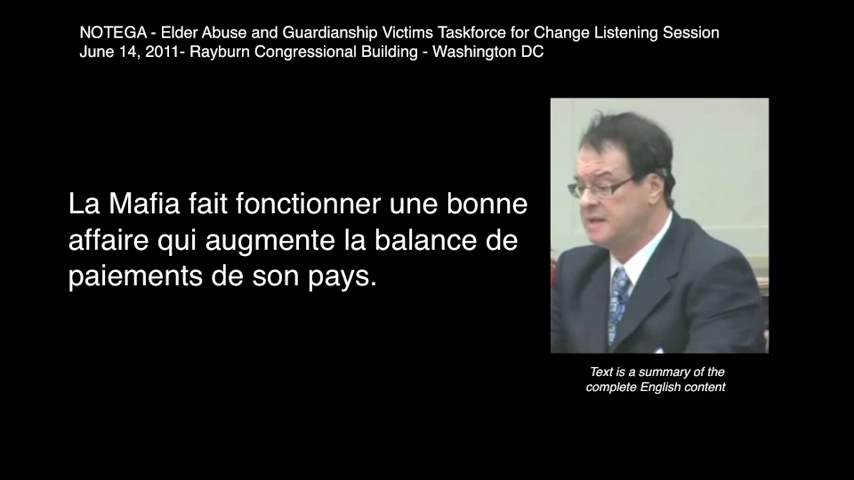 NOTEGA - Elder Abuse and Guardianship Victims Taskforce for Change Listening Session
June 14, 2011- Rayburn Congressional Building - Washington DC
La Mafia fait fonctionner une bonne
affaire qui augmente la balance de
paiements de son pays.
Text is a summary of the
complete English content